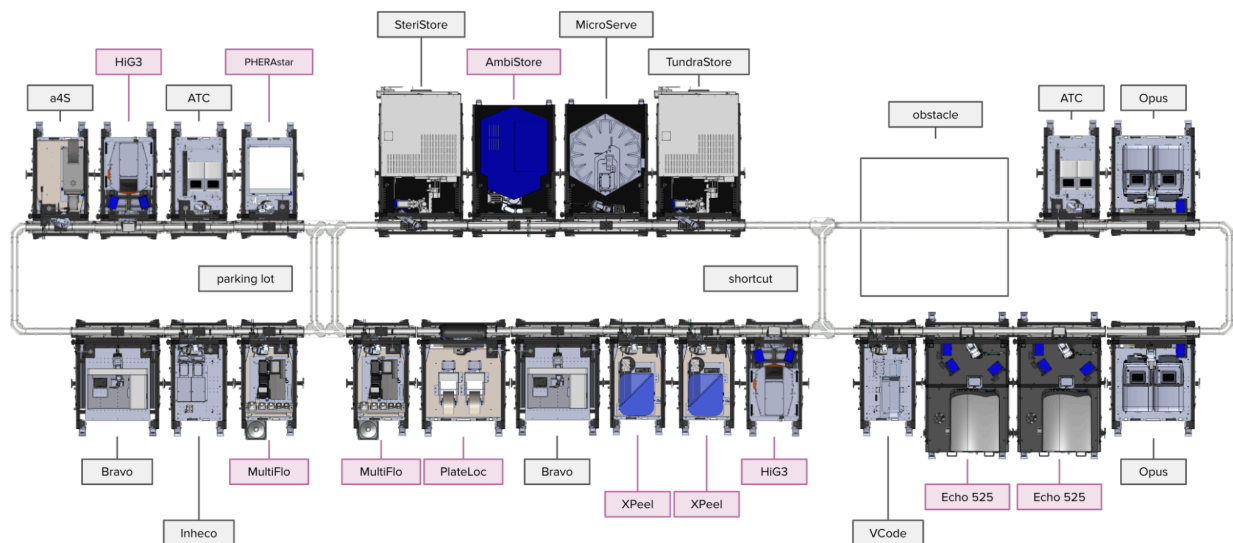 SteriStore
MicroServe
HiG3
PHERAstar
AmbiStore
TundraStore
a4S
ATC
ATC
Opus
obstacle
parking lot
shortcut
Bravo
MultiFlo
MultiFlo
PlateLoc
Bravo
HiG3
Opus
XPeel
XPeel
Echo 525
Echo 525
Inheco
VCode